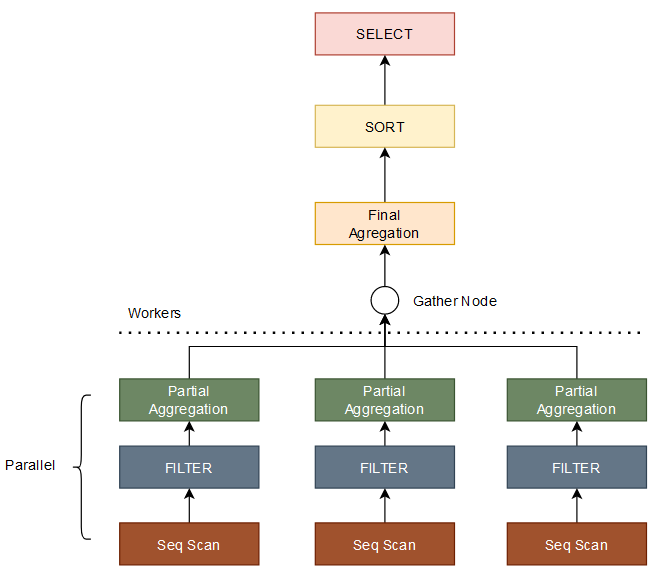 SELECT
SORT
Final
Agregation
Gather Node
Workers
Partial
Aggregation
Partial
Aggregation
Partial
Aggregation
Parallel
FILTER
FILTER
FILTER
Seq Scan
Seq Scan
Seq Scan